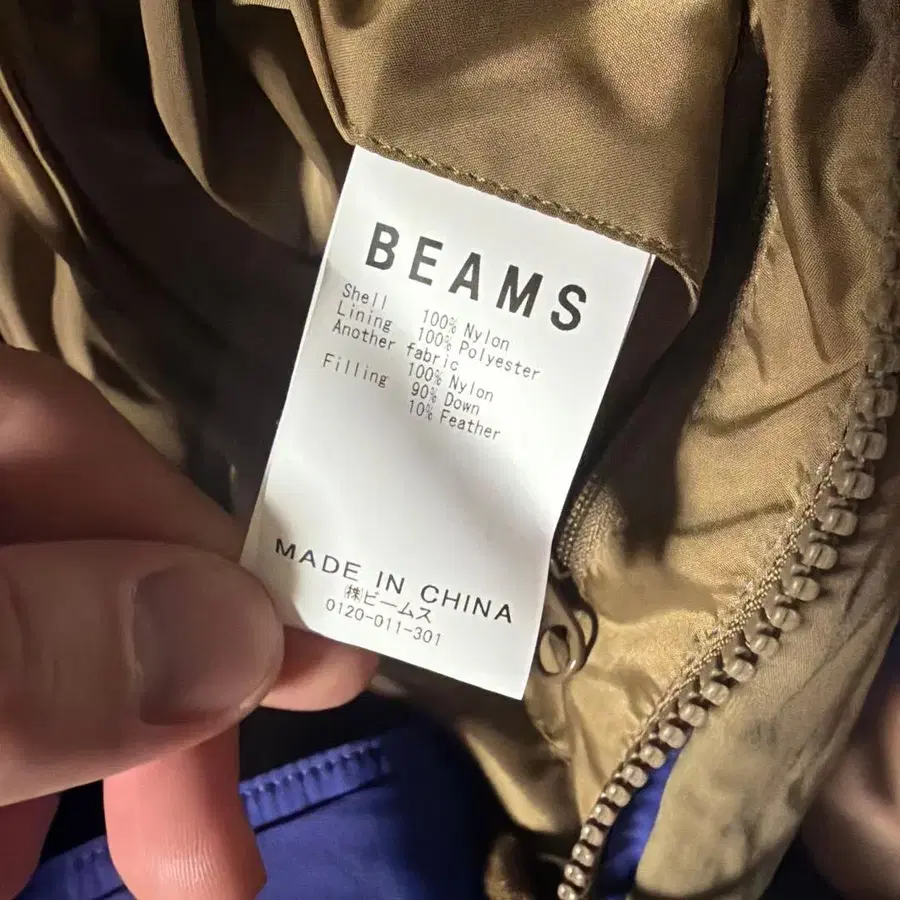 BEAMS
Shell 100% Nylon
Lining 100% Polyester
Another fabric
100% Nylon
Filling 90% Down
10% Feather
MADE IN CHINA
㈱ビームス
0120-011-301